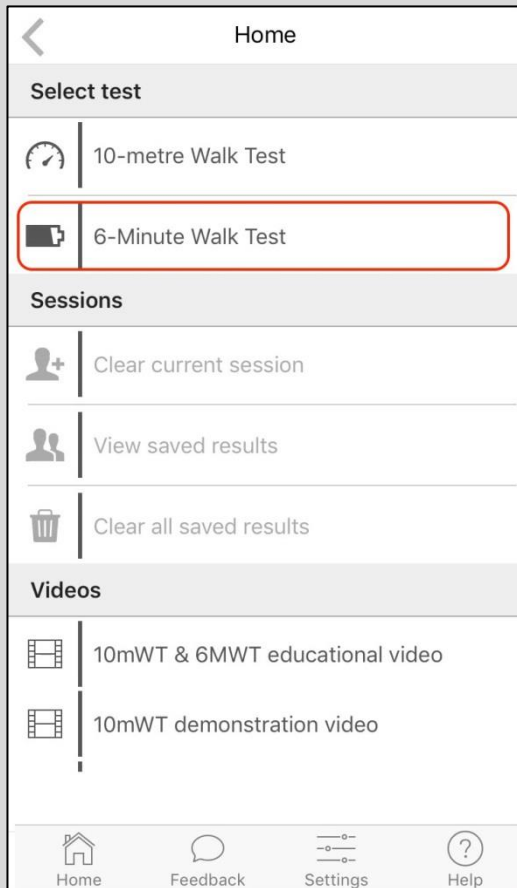 Home
Select test
10-metre Walk Test
6-Minute Walk Test
Sessions
Clear current session
View saved results
Clear all saved results
Videos
10mWT & 6MWT educational video
10mWT demonstration video
Home Feedback Settings Help